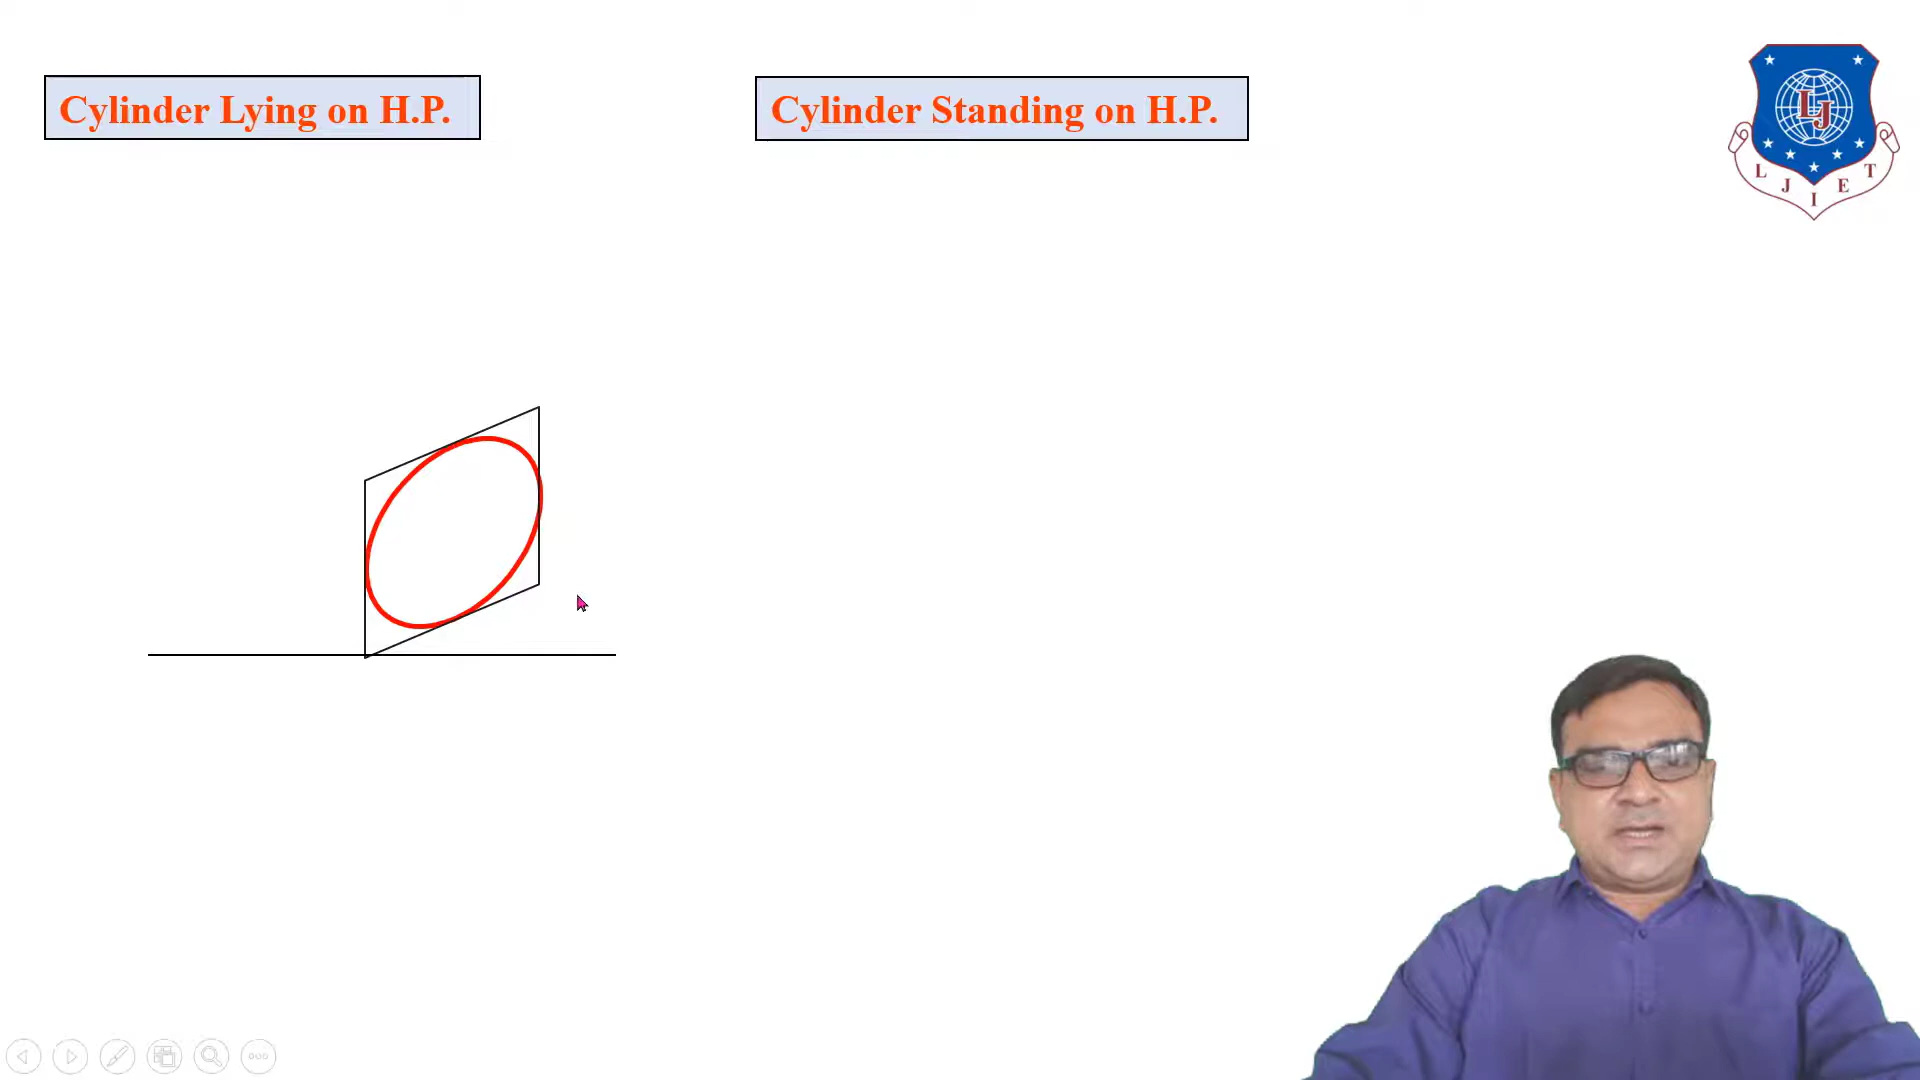 Cylinder Lying on H.P.
Cylinder Standing on H.P.
LJ
L J I E T